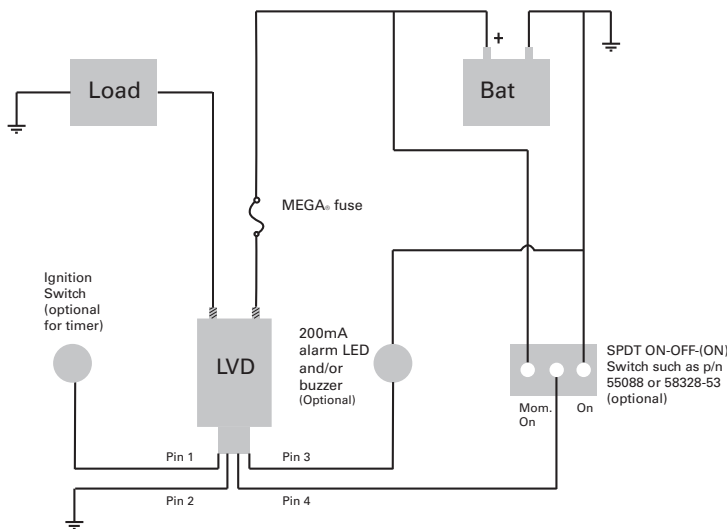 +
Load
Bat
MEGA® fuse
Ignition
Switch
(optional
for timer)
LVD
200mA
alarm LED
and/or
buzzer
(Optional)
SPDT ON-OFF-(ON)
Switch such as p/n
55088 or 58328-53
(optional)
Mom.
On
On
Pin 1
Pin 3
Pin 2
Pin 4